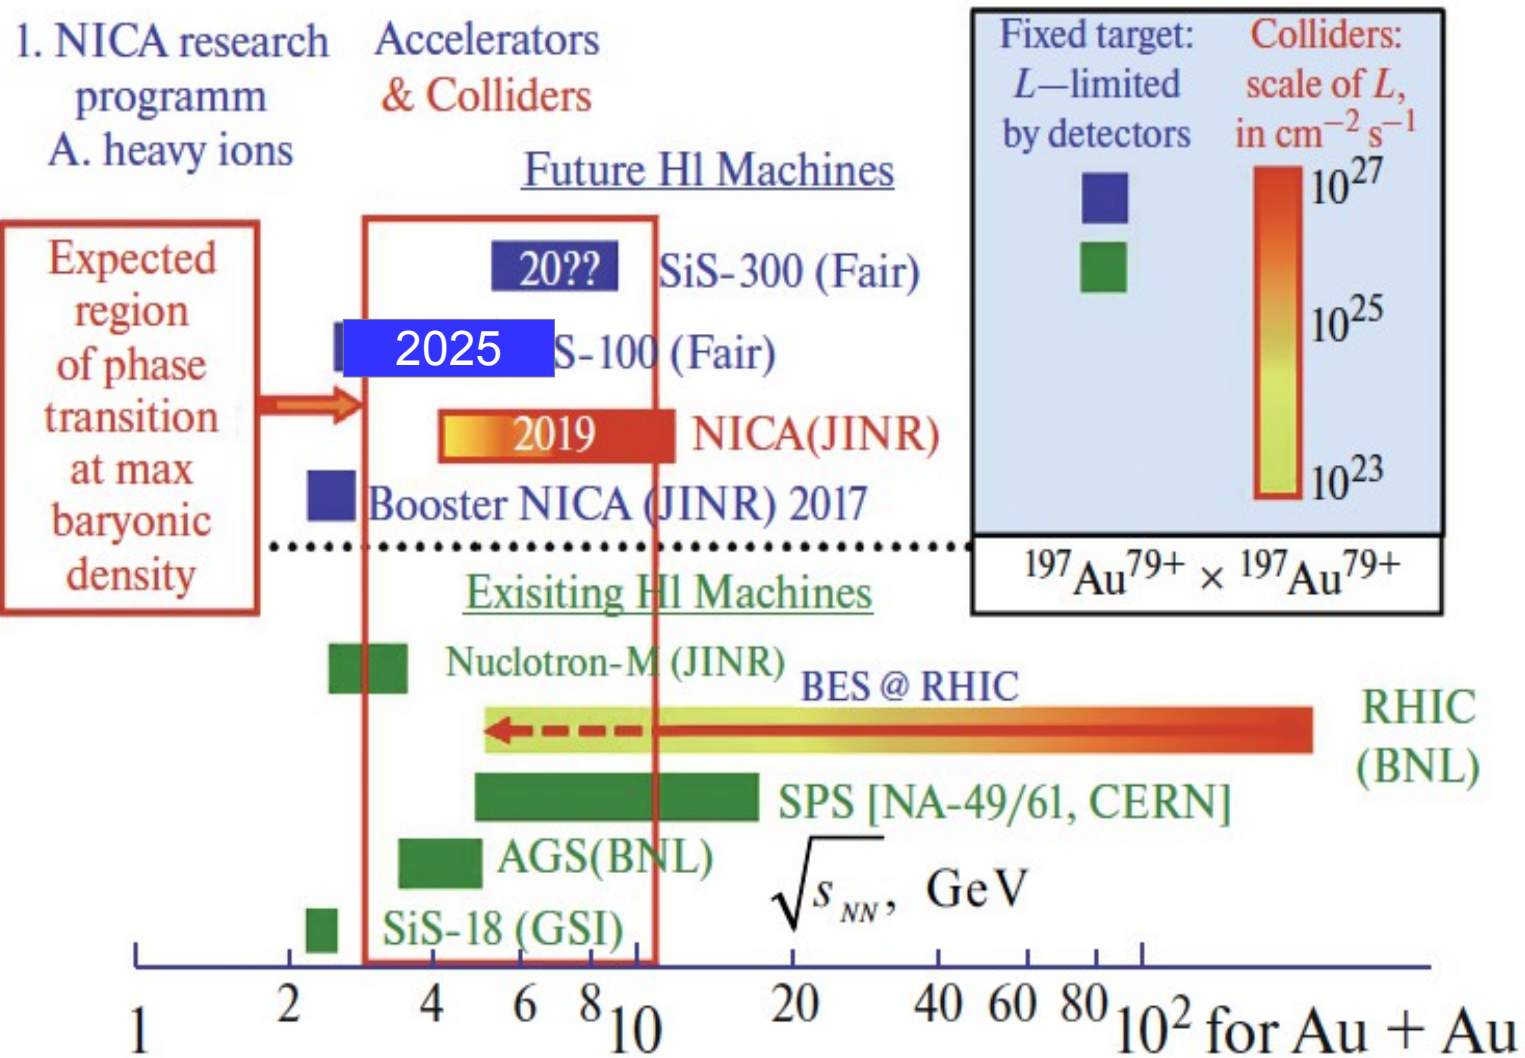 1. NICA research
programm
A. heavy ions
Accelerators
& Colliders
Future Hl Machines
Expected
region
of phase
transition
at max
baryonic
density
20?? SiS-300 (Fair)
2025 S-100 (Fair)
2019 NICA(JINR)
Booster NICA (JINR) 2017
Fixed target:
L—limited
by detectors
Colliders:
scale of L,
in cm⁻² s⁻¹
10²⁷
10²⁵
10²³
¹⁹⁷Au⁷⁹⁺ × ¹⁹⁷Au⁷⁹⁺
Exisiting Hl Machines
Nuclotron-M (JINR)
BES @ RHIC
RHIC
(BNL)
SPS [NA-49/61, CERN]
AGS(BNL)
√s_NN, GeV
SiS-18 (GSI)
1 2 4 6 8 10 20 40 60 80 10² for Au + Au